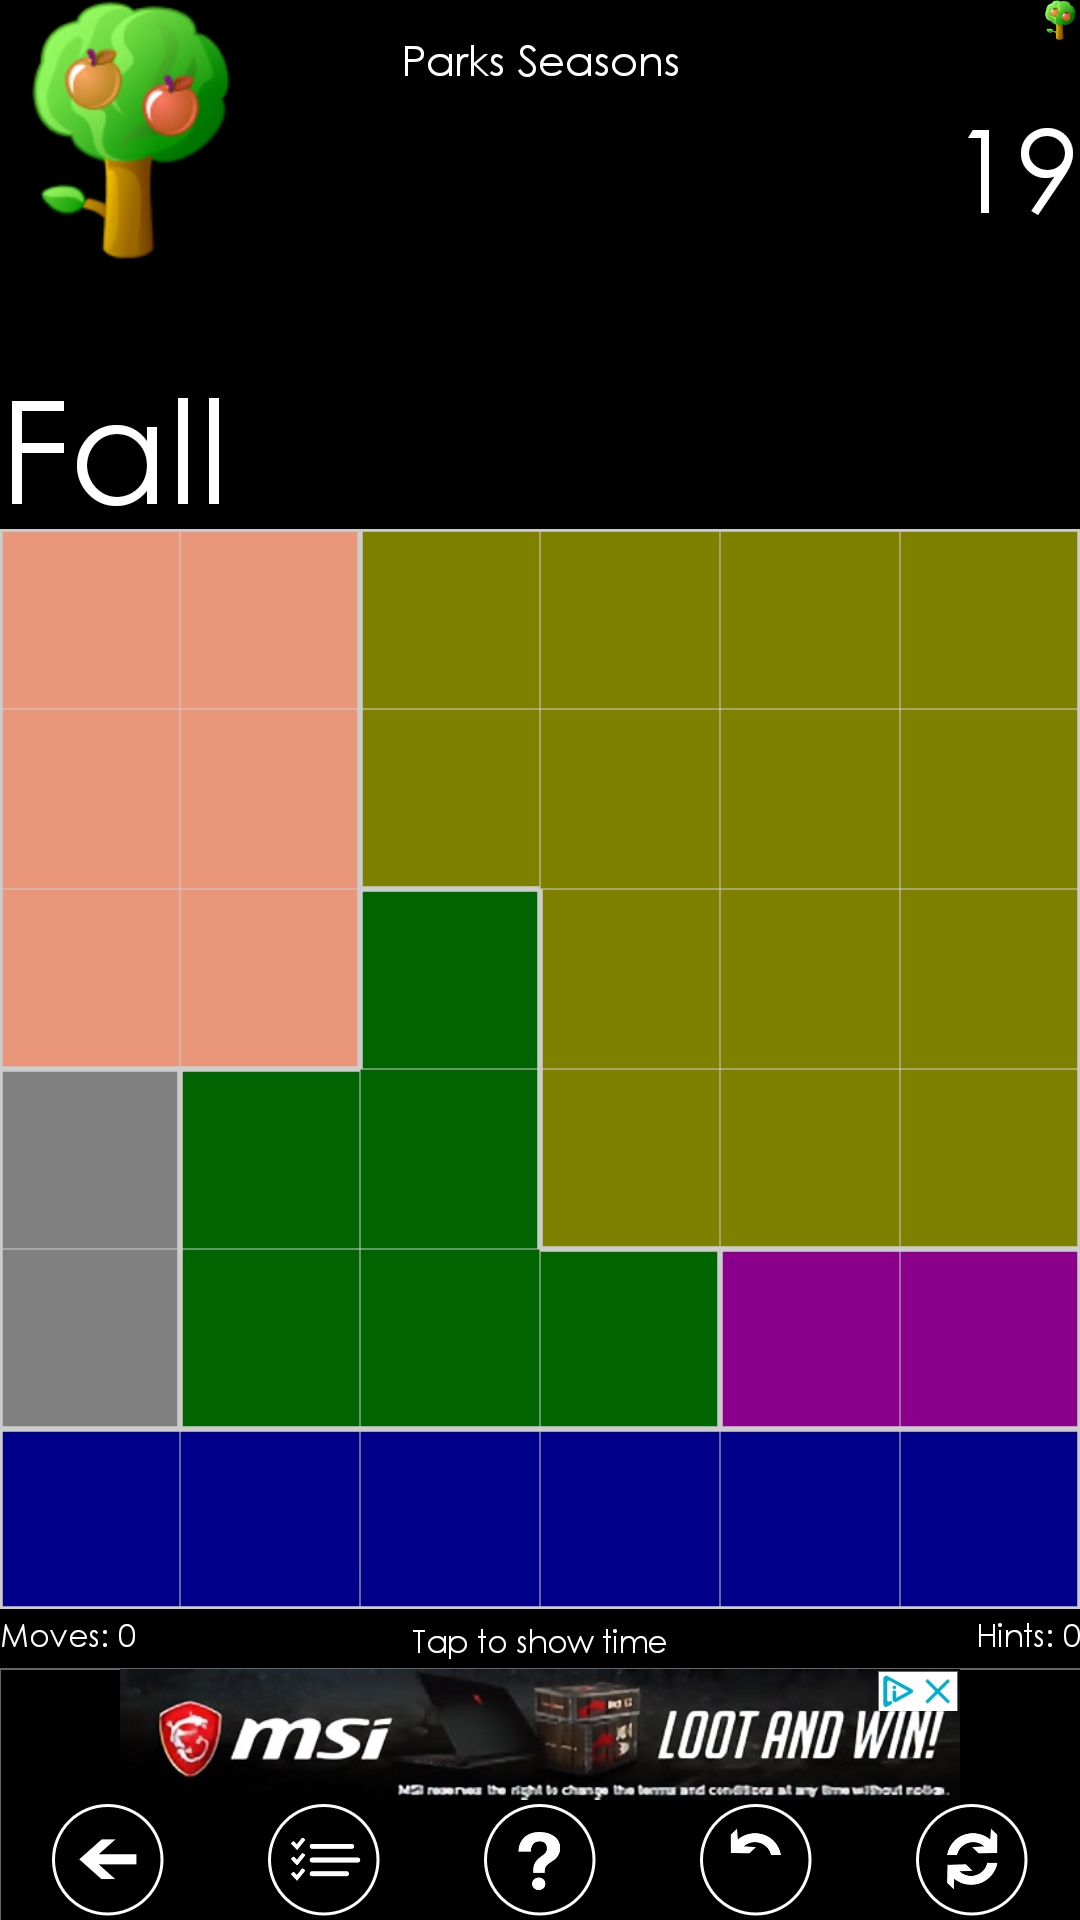 Parks Seasons
19
Fall
Moves: 0
Tap to show time
Hints: 0
msi
LOOT AND WIN!
MSI reserves the right to change the terms and conditions at any time without notice.